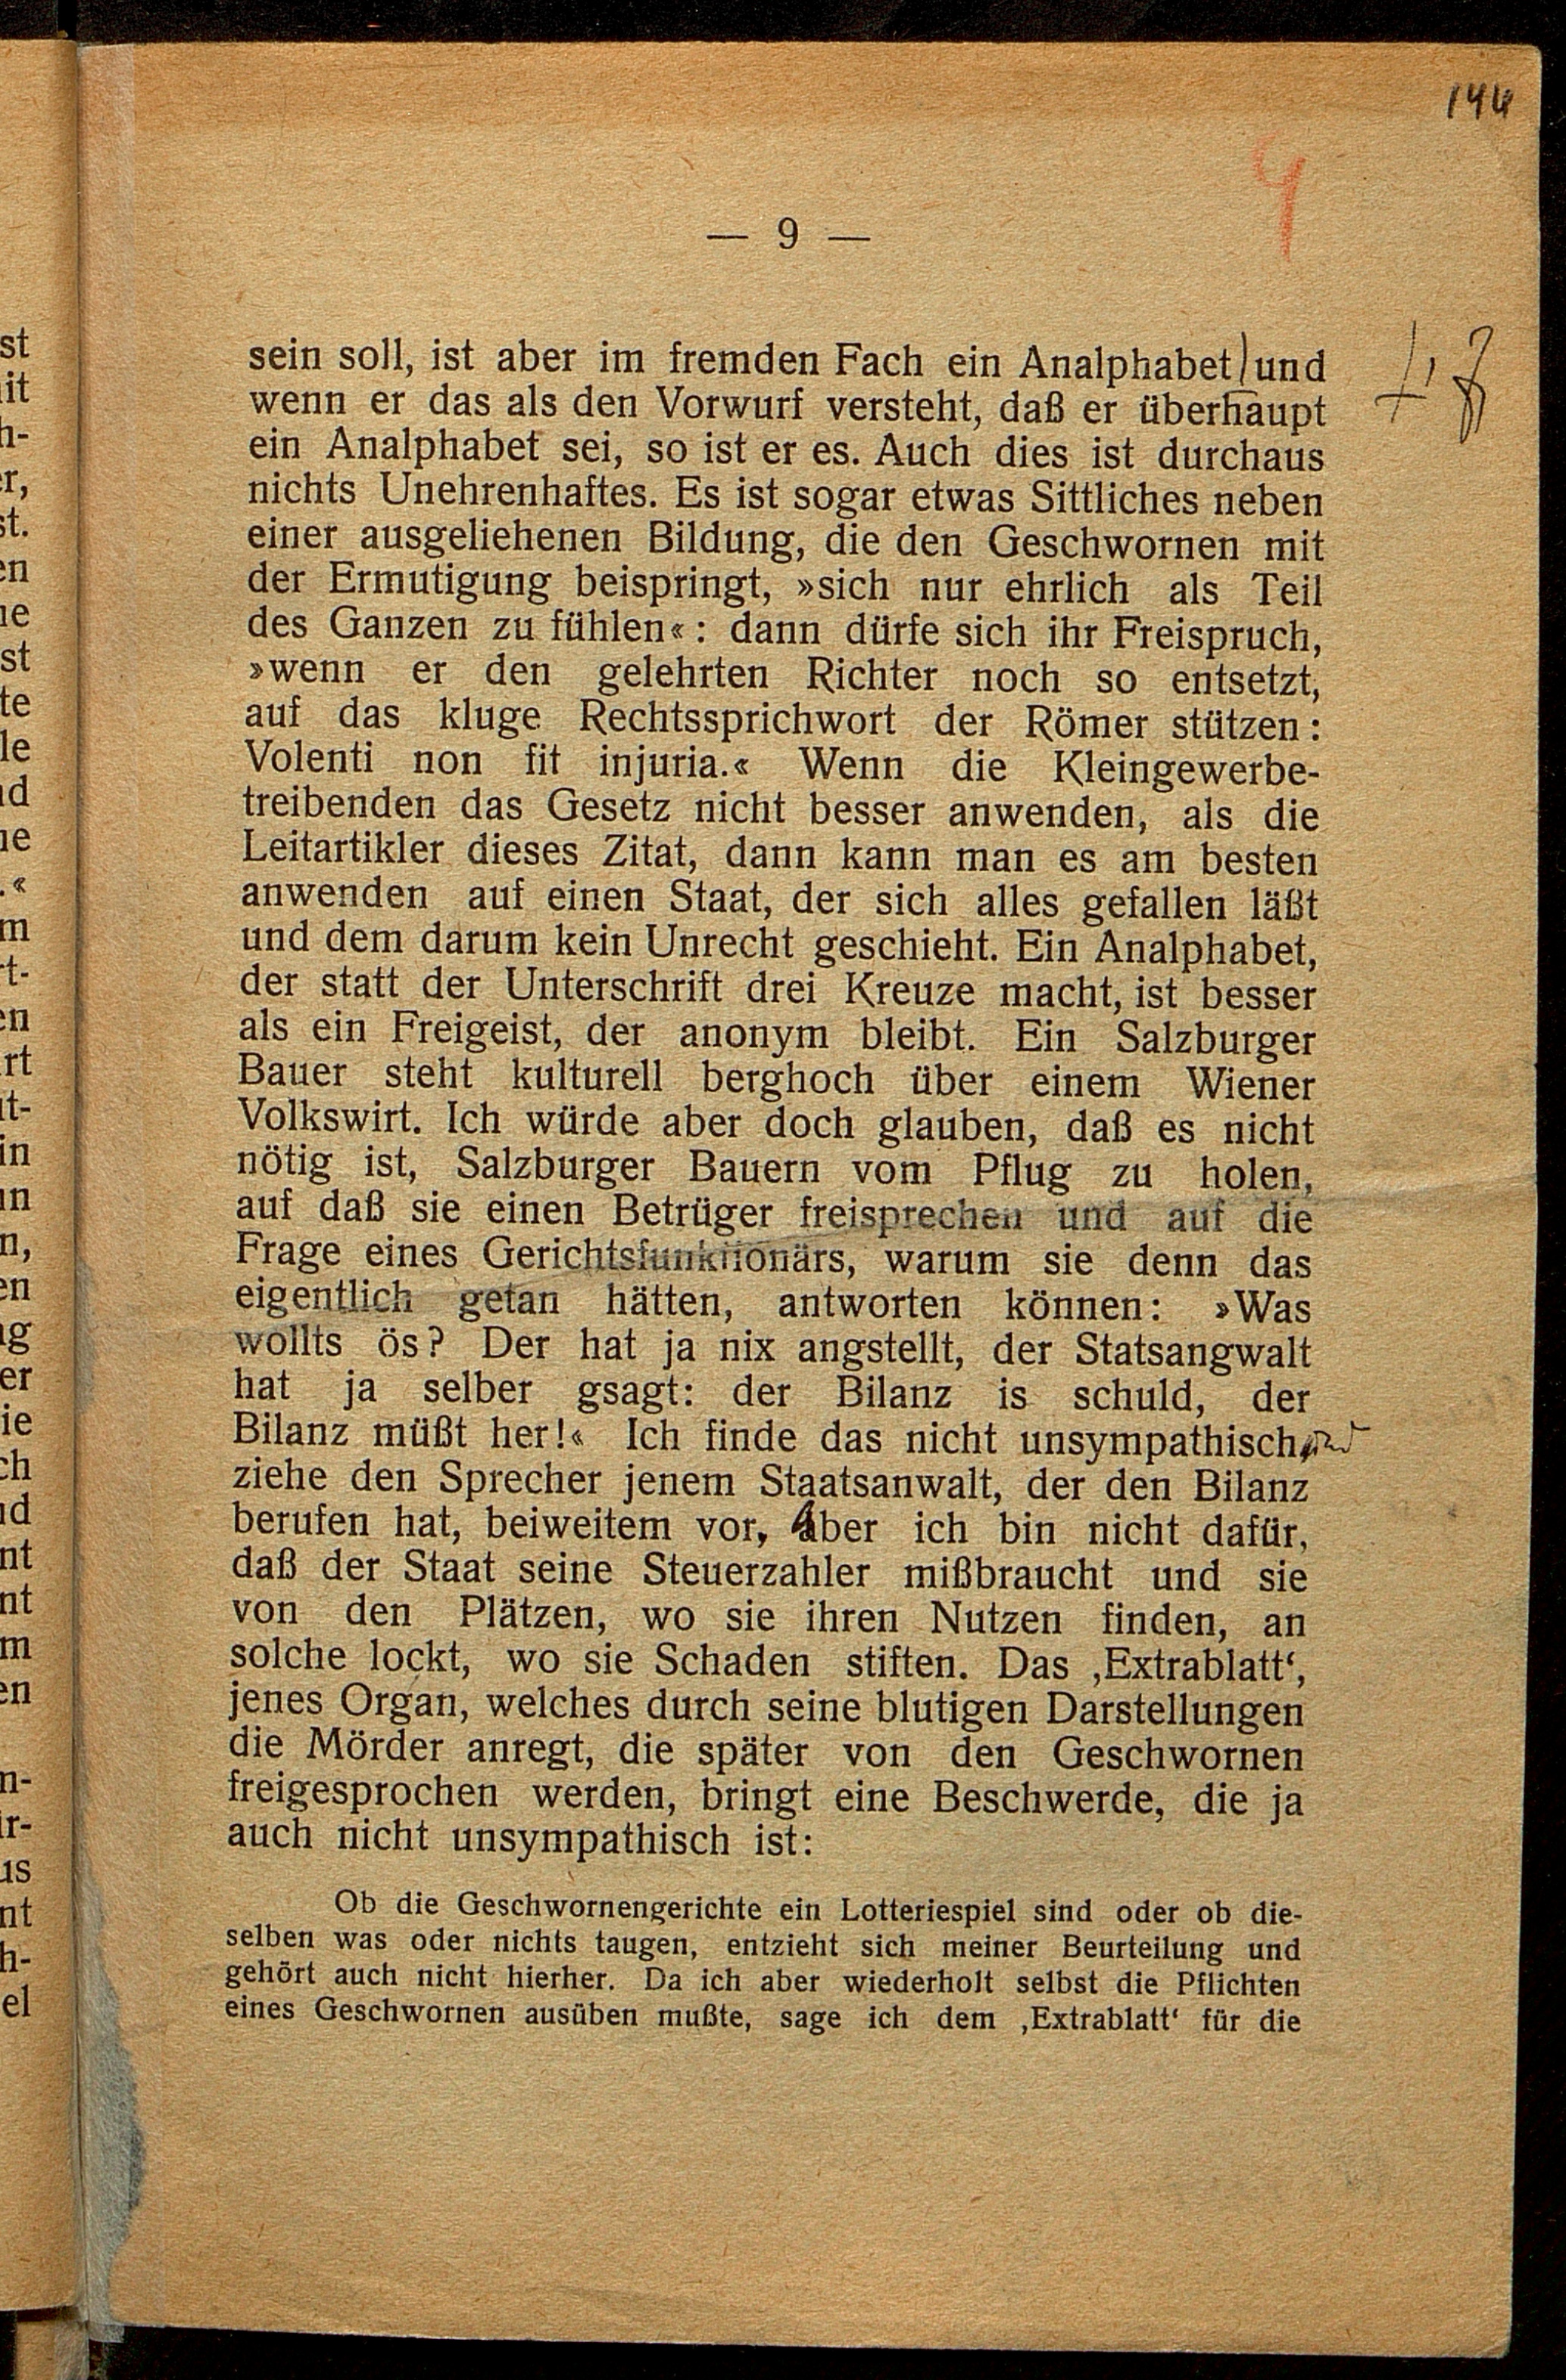 144
9
— 9 —
sein soll, ist aber im fremden Fach ein Analphabet und
wenn er das als den Vorwurf versteht, daß er überhaupt
ein Analphabet sei, so ist er es. Auch dies ist durchaus
nichts Unehrenhaftes. Es ist sogar etwas Sittliches neben
einer ausgeliehenen Bildung, die den Geschwornen mit
der Ermutigung beispringt, »sich nur ehrlich als Teil
des Ganzen zu fühlen«: dann dürfe sich ihr Freispruch,
»wenn er den gelehrten Richter noch so entsetzt,
auf das kluge Rechtssprichwort der Römer stützen:
Volenti non fit injuria.« Wenn die Kleingewerbe-
treibenden das Gesetz nicht besser anwenden, als die
Leitartikler dieses Zitat, dann kann man es am besten
anwenden auf einen Staat, der sich alles gefallen läßt
und dem darum kein Unrecht geschieht. Ein Analphabet,
der statt der Unterschrift drei Kreuze macht, ist besser
als ein Freigeist, der anonym bleibt. Ein Salzburger
Bauer steht kulturell berghoch über einem Wiener
Volkswirt. Ich würde aber doch glauben, daß es nicht
nötig ist, Salzburger Bauern vom Pflug zu holen,
auf daß sie einen Betrüger freisprechen und auf die
Frage eines Gerichtsfunktionärs, warum sie denn das
eigentlich getan hätten, antworten können: »Was
wollts ös? Der hat ja nix angstellt, der Statsangwalt
hat ja selber gsagt: der Bilanz is schuld, der
Bilanz müßt her!« Ich finde das nicht unsympathisch und
ziehe den Sprecher jenem Staatsanwalt, der den Bilanz
berufen hat, beiweitem vor, Aber ich bin nicht dafür,
daß der Staat seine Steuerzahler mißbraucht und sie
von den Plätzen, wo sie ihren Nutzen finden, an
solche lockt, wo sie Schaden stiften. Das ‚Extrablatt‘,
jenes Organ, welches durch seine blutigen Darstellungen
die Mörder anregt, die später von den Geschwornen
freigesprochen werden, bringt eine Beschwerde, die ja
auch nicht unsympathisch ist:
Ob die Geschwornengerichte ein Lotteriespiel sind oder ob die-
selben was oder nichts taugen, entzieht sich meiner Beurteilung und
gehört auch nicht hierher. Da ich aber wiederholt selbst die Pflichten
eines Geschwornen ausüben mußte, sage ich dem ‚Extrablatt‘ für die